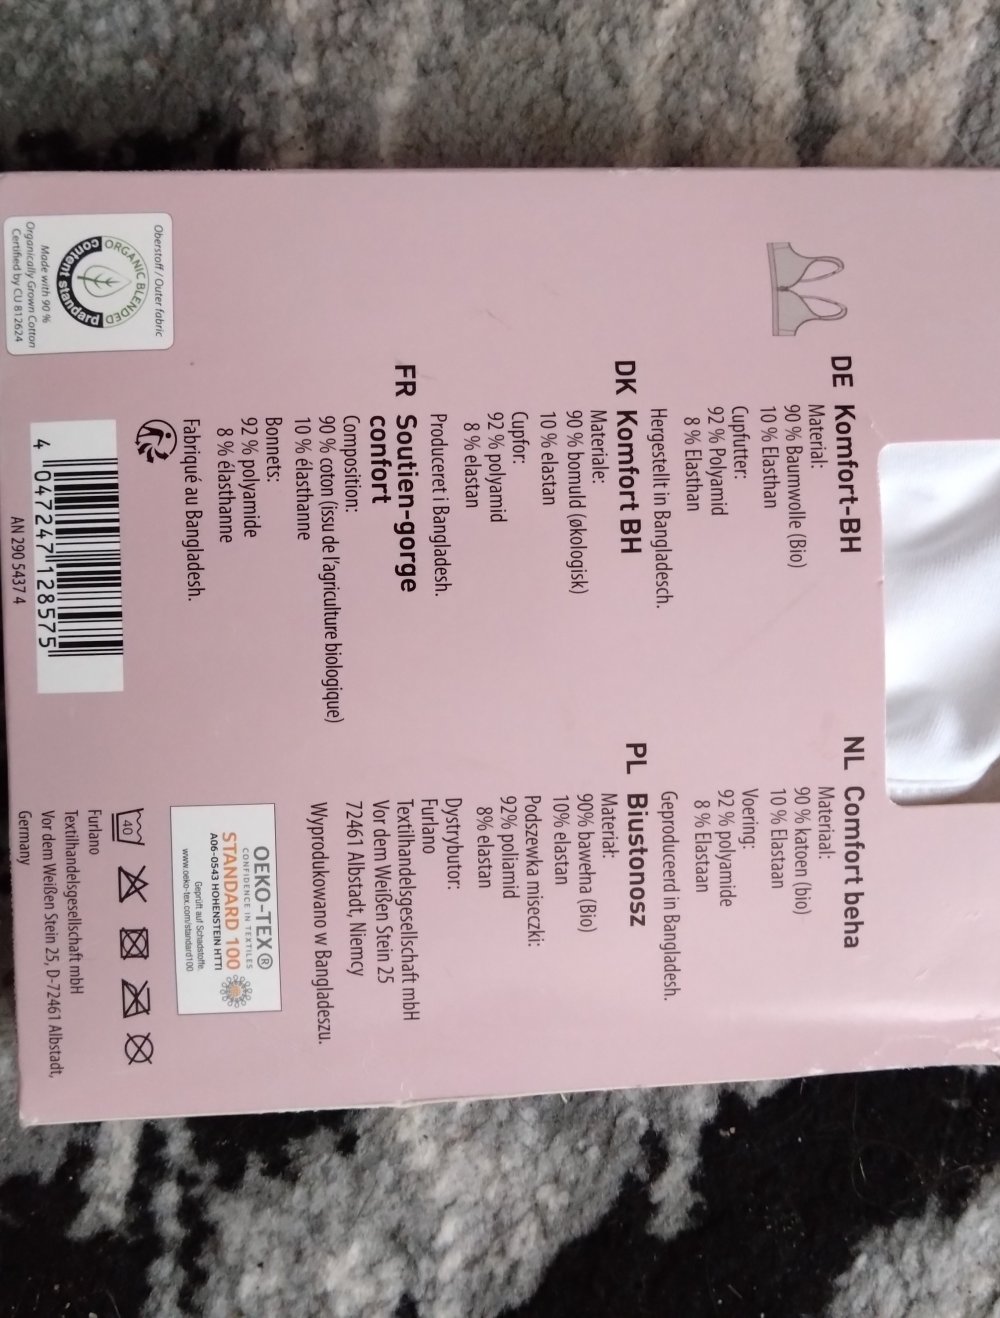 DE Komfort-BH
Material:
90 % Baumwolle (Bio)
10 % Elasthan
Cupfutter:
92 % Polyamid
8 % Elasthan
Hergestellt in Bangladesch.
DK Komfort BH
Materiale:
90 % bomuld (økologisk)
10 % elastan
Cupfor:
92 % polyamid
8 % elastan
Produceret i Bangladesh.
FR Soutien-gorge
confort
Composition:
90 % coton (issu de l'agriculture biologique)
10 % élasthanne
Bonnets:
92 % polyamide
8 % élasthanne
Fabriqué au Bangladesh.
NL Comfort beha
Materiaal:
90 % katoen (bio)
10 % Elastaan
Voering:
92 % polyamide
8 % Elastaan
Geproduceerd in Bangladesh.
PL Biustonosz
Materiał:
90% bawełna (Bio)
10% elastan
Podszewka miseczki:
92% poliamid
8% elastan
Dystrybutor:
Furlano
Textilhandelsgesellschaft mbH
Vor dem Weißen Stein 25
72461 Albstadt, Niemcy
Wyprodukowano w Bangladeszu.
Oberstoff / Outer fabric
ORGANIC BLENDED
content standard
Made with 90 %
Organically Grown Cotton
Certified by CU 812624
4 047247 128575
AN 290 5437 4
OEKO-TEX®
CONFIDENCE IN TEXTILES
STANDARD 100
A06-0543 HOHENSTEIN HTTI
Geprüft auf Schadstoffe.
www.oeko-tex.com/standard100
40
Furlano
Textilhandelsgesellschaft mbH
Vor dem Weißen Stein 25, D-72461 Albstadt,
Germany